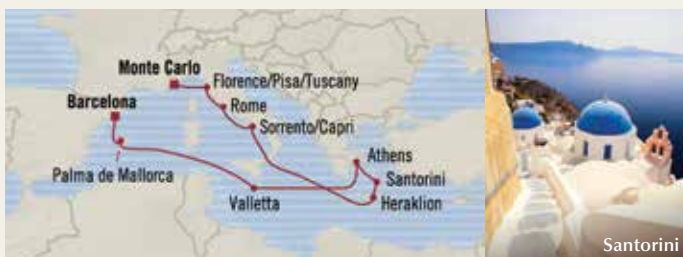 Monte Carlo
Florence/Pisa/Tuscany
Barcelona
Rome
Sorrento/Capri
Athens
Palma de Mallorca
Santorini
Valletta
Heraklion
Santorini